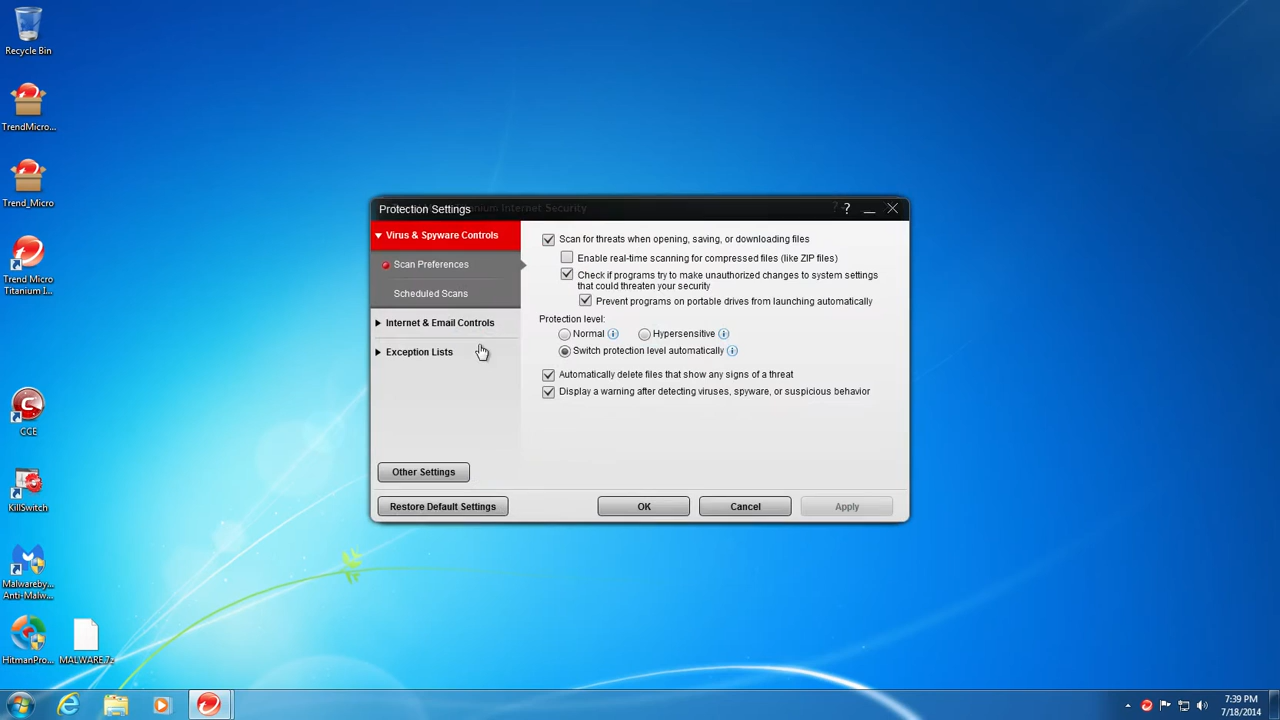 Recycle Bin
TrendMicro...
Trend_Micro
Trend Micro
Titanium I...
CCE
KillSwitch
Malwareby...
Anti-Malw...
HitmanPro...
MALWARE.7z
Protection Settings
Internet Security
Virus & Spyware Controls
Scan Preferences
Scheduled Scans
Internet & Email Controls
Exception Lists
Other Settings
Restore Default Settings
Scan for threats when opening, saving, or downloading files
Enable real-time scanning for compressed files (like ZIP files)
Check if programs try to make unauthorized changes to system settings
that could threaten your security
Prevent programs on portable drives from launching automatically
Protection level:
Normal
Hypersensitive
Switch protection level automatically
Automatically delete files that show any signs of a threat
Display a warning after detecting viruses, spyware, or suspicious behavior
OK
Cancel
Apply
7:39 PM
7/18/2014